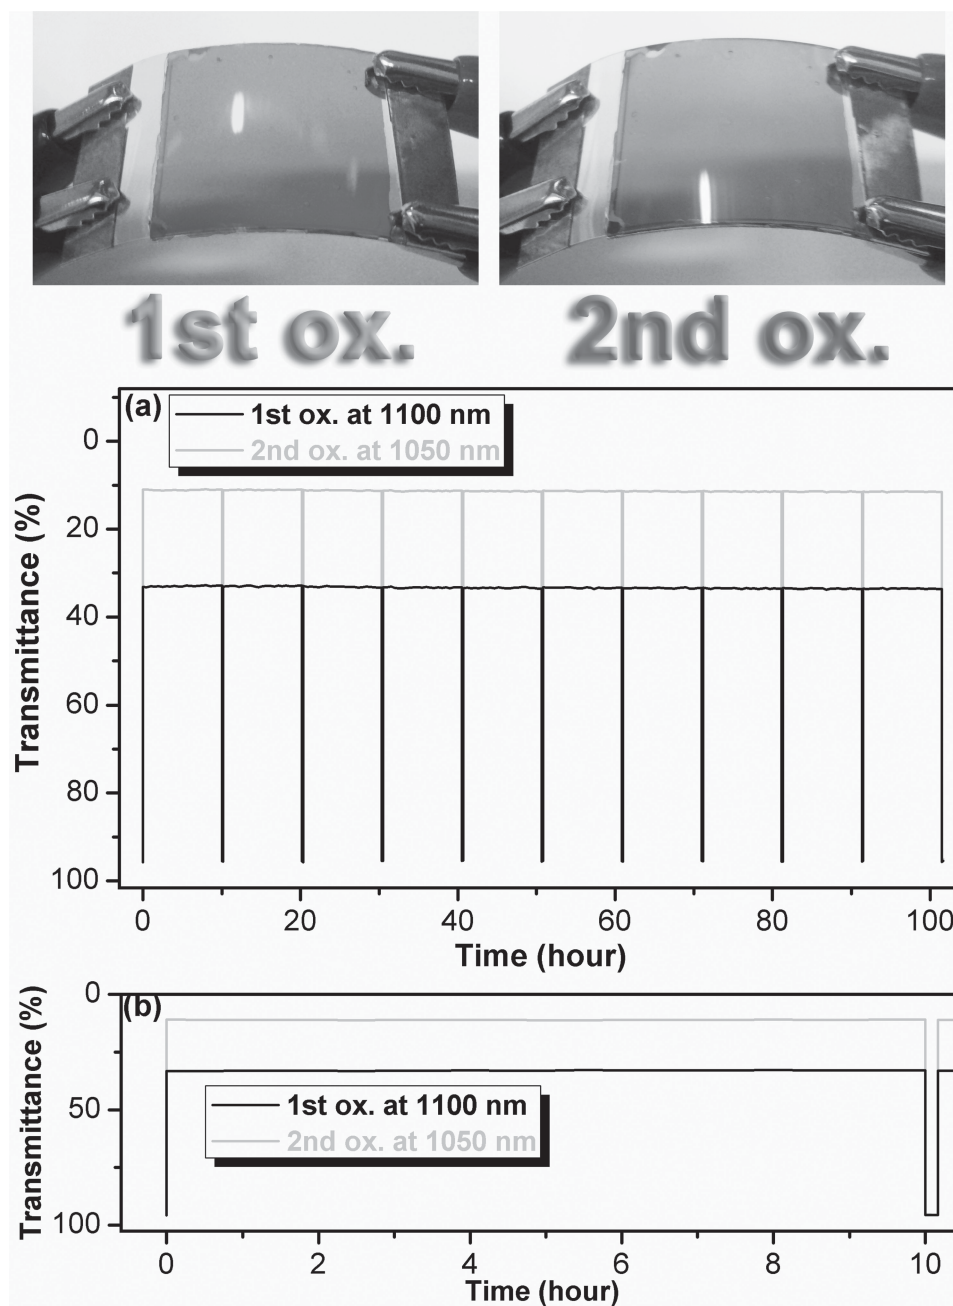 1st ox.
2nd ox.
(a)
1st ox. at 1100 nm
2nd ox. at 1050 nm
Transmittance (%)
0
20
40
60
80
100
0 20 40 60 80 100
Time (hour)
(b)
1st ox. at 1100 nm
2nd ox. at 1050 nm
Transmittance (%)
0
50
100
0 2 4 6 8 10
Time (hour)